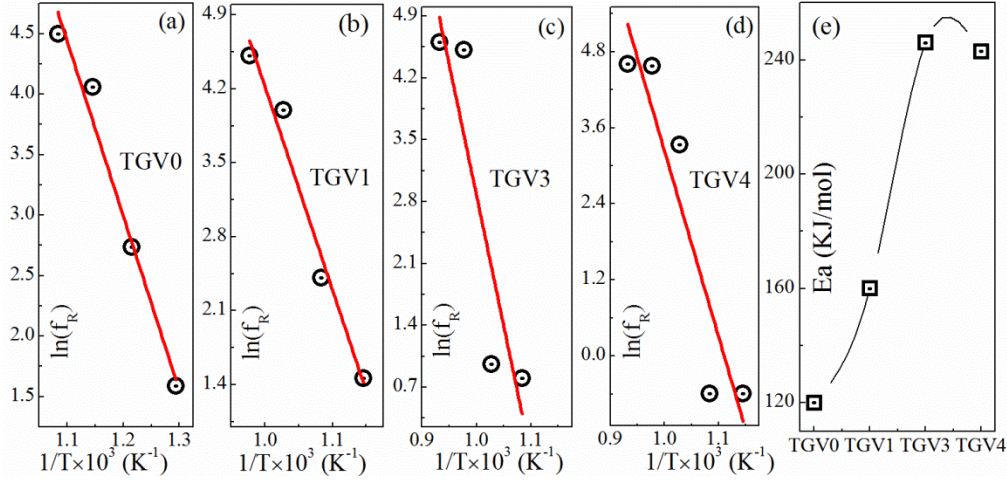 (a)
4.5
4.0
3.5
3.0
2.5
2.0
1.5
TGV0
ln(f_R)
1.1 1.2 1.3
1/T×10³ (K⁻¹)
(b)
4.9
4.2
3.5
2.8
2.1
1.4
TGV1
ln(f_R)
1.0 1.1
1/T×10³ (K⁻¹)
(c)
4.9
4.2
3.5
2.8
2.1
1.4
0.7
TGV3
ln(f_R)
0.9 1.0 1.1
1/T×10³ (K⁻¹)
(d)
4.8
3.6
2.4
1.2
0.0
TGV4
ln(f_R)
0.9 1.0 1.1
1/T×10³ (K⁻¹)
(e)
240
200
160
120
Ea (KJ/mol)
TGV0 TGV1 TGV3 TGV4